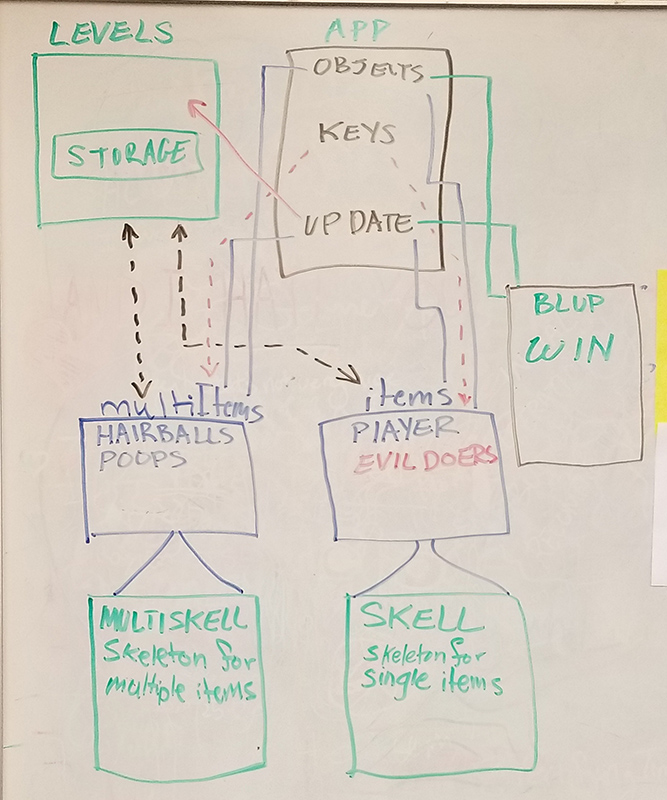 LEVELS
STORAGE
APP
OBJELTS
KEYS
UPDATE
BLUP
WIN
multiItems
HAIRBALLS
POOPS
items
PLAYER
EVIL DOERS
MULTISKELL
Skeleton for
multiple items
SKELL
skeleton for
single items